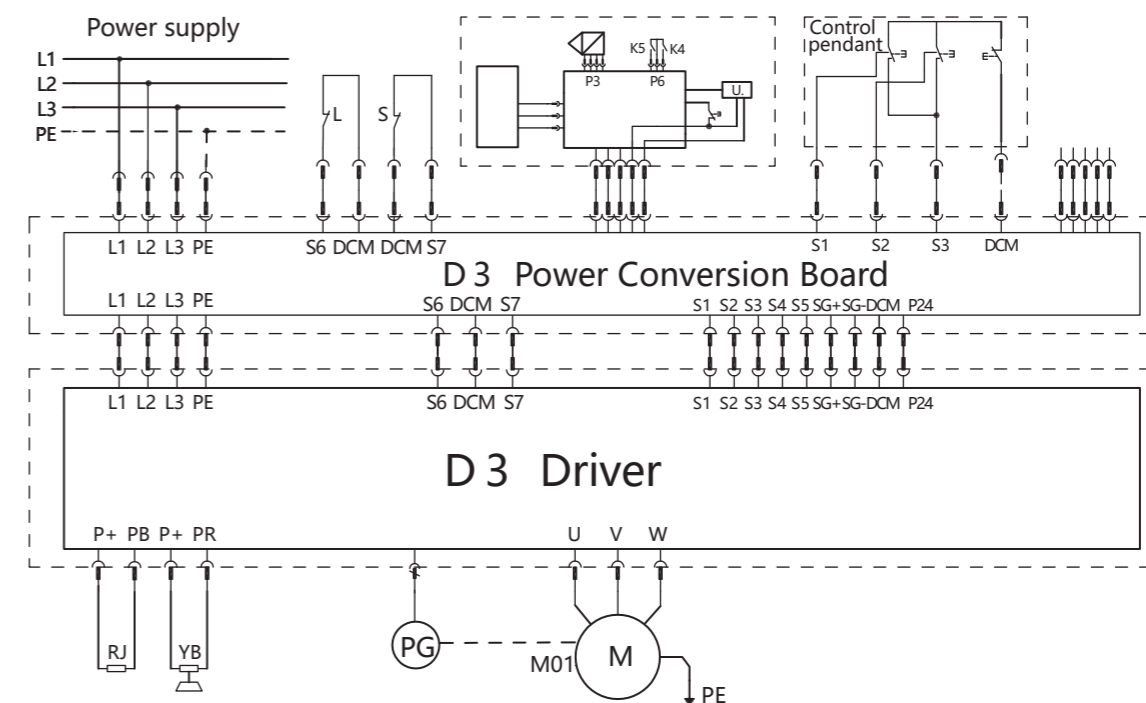 Power supply
L1
L2
L3
PE
L
S
K5 K4
P3 P6
U.
Control
pendant
L1 L2 L3 PE
S6 DCM DCM S7
S1 S2 S3 DCM
D 3 Power Conversion Board
L1 L2 L3 PE
S6 DCM S7
S1 S2 S3 S4 S5 SG+SG-DCM P24
L1 L2 L3 PE
S6 DCM S7
S1 S2 S3 S4 S5 SG+SG-DCM P24
D 3 Driver
P+ PB P+ PR
U V W
RJ
YB
PG
M01
M
PE